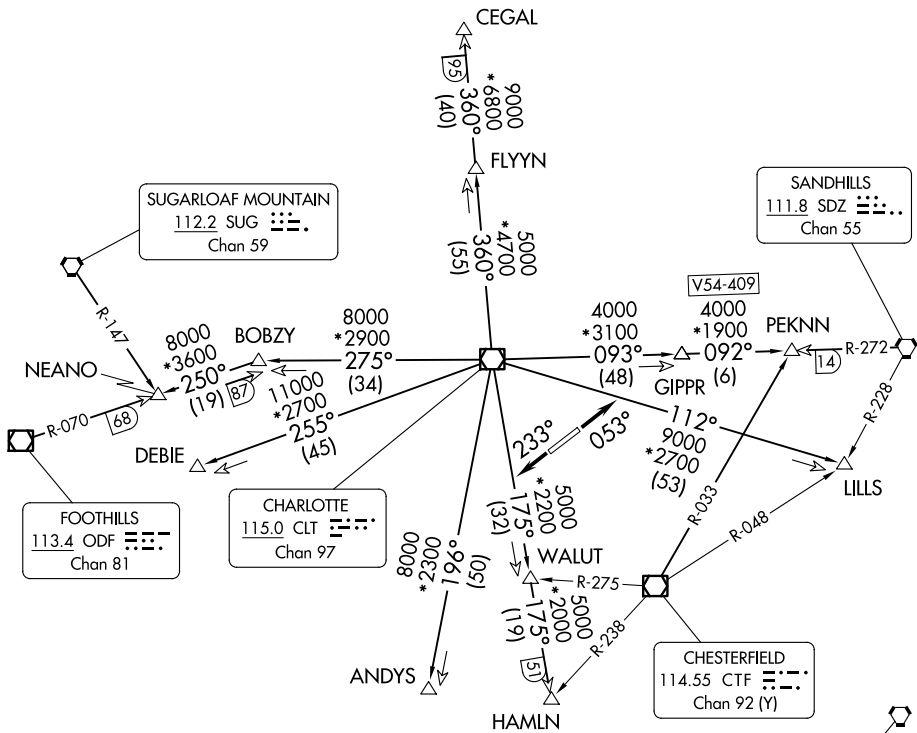 CEGAL
95
9000
*6800
360°
(40)
FLYYN
SUGARLOAF MOUNTAIN
112.2 SUG
Chan 59
SANDHILLS
111.8 SDZ
Chan 55
5000
*4700
360°
(55)
R-147
V54-409
NEANO
8000
*3600
250°
(19)
87
BOBZY
8000
*2900
275°
(34)
4000
*3100
093°
(48)
GIPPR
4000
*1900
092°
(6)
PEKNN
14
R-272
R-228
R-070
68
11000
*2700
255°
(45)
DEBIE
233°
053°
112°
9000
*2700
(53)
LILLS
R-033
R-048
FOOTHILLS
113.4 ODF
Chan 81
CHARLOTTE
115.0 CLT
Chan 97
8000
*2300
196°
(50)
5000
*2200
175°
(32)
WALUT
R-275
5000
*2000
175°
(19)
51
R-238
ANDYS
HAMLN
CHESTERFIELD
114.55 CTF
Chan 92 (Y)